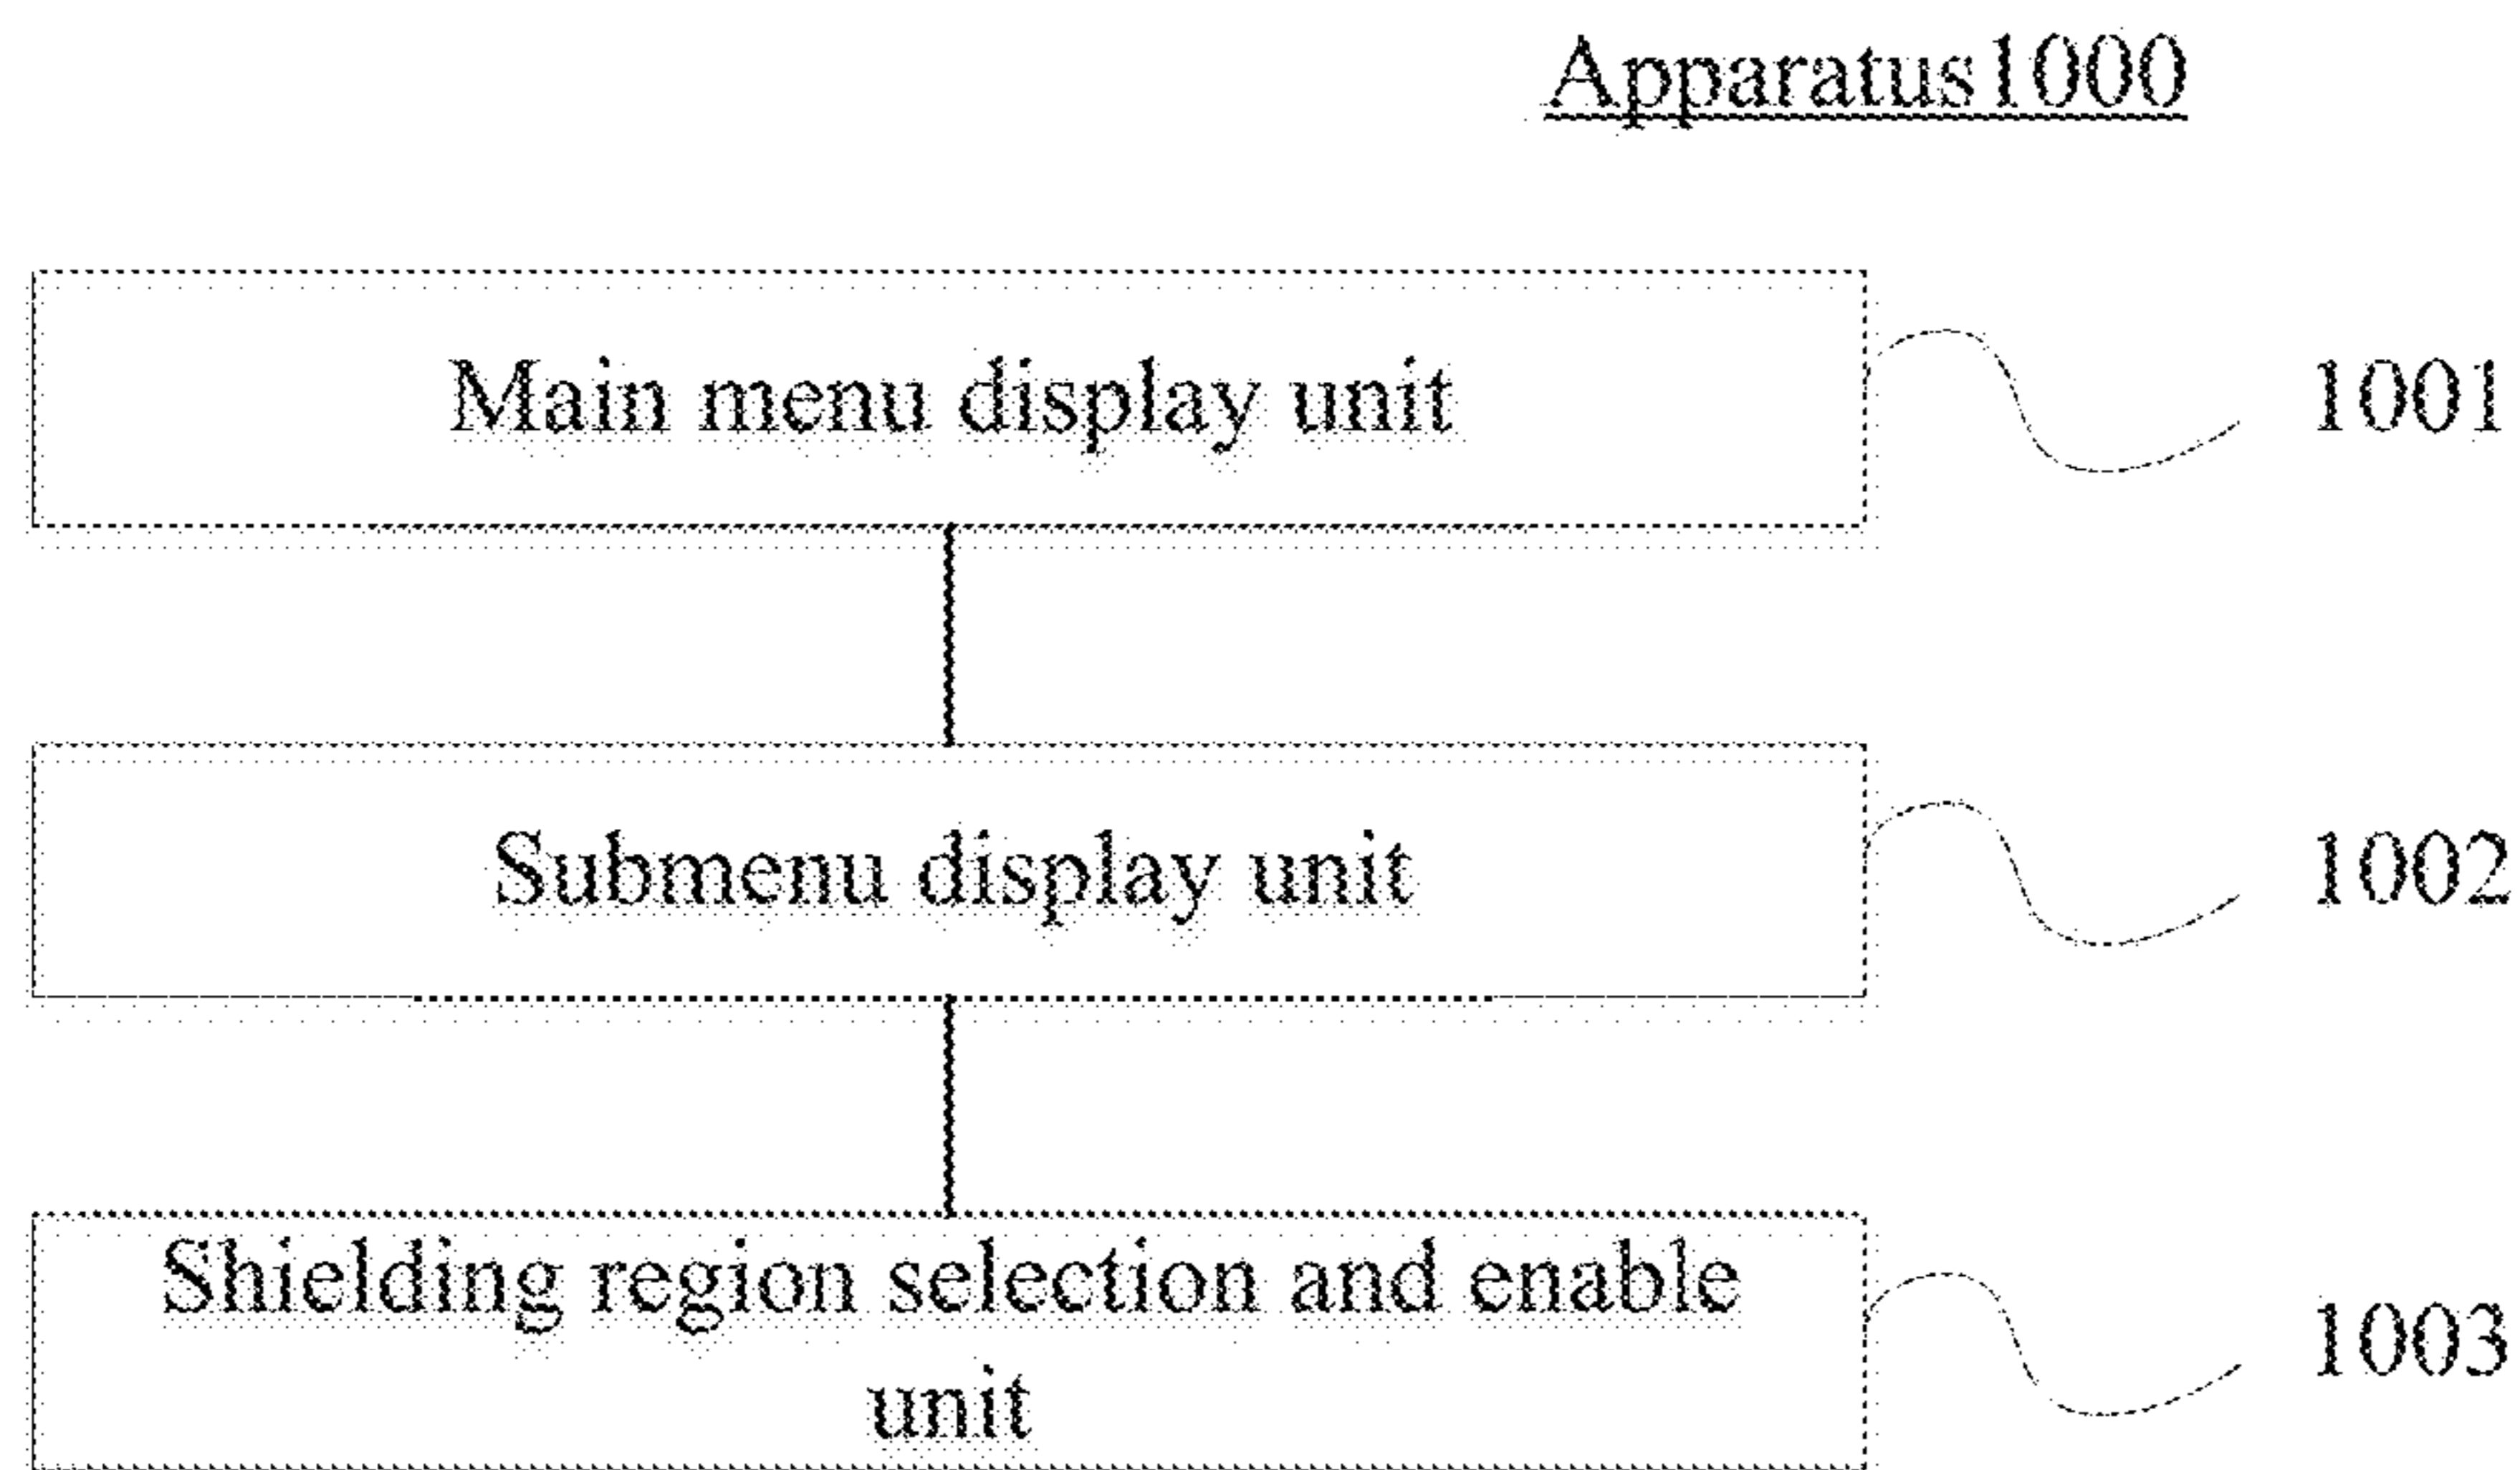 Apparatus1000
Main menu display unit
1001
Submenu display unit
1002
Shielding region selection and enable
unit
1003